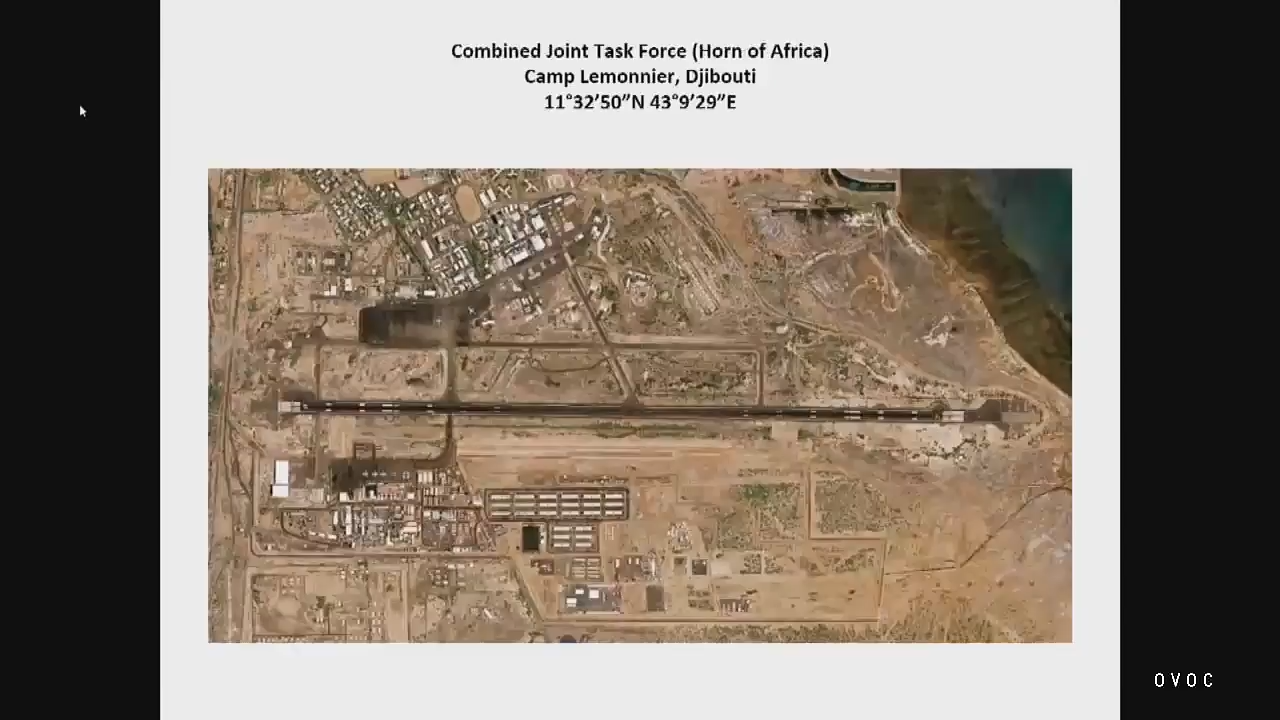 Combined Joint Task Force (Horn of Africa)
Camp Lemonnier, Djibouti
11°32’50”N 43°9’29”E
OVOC